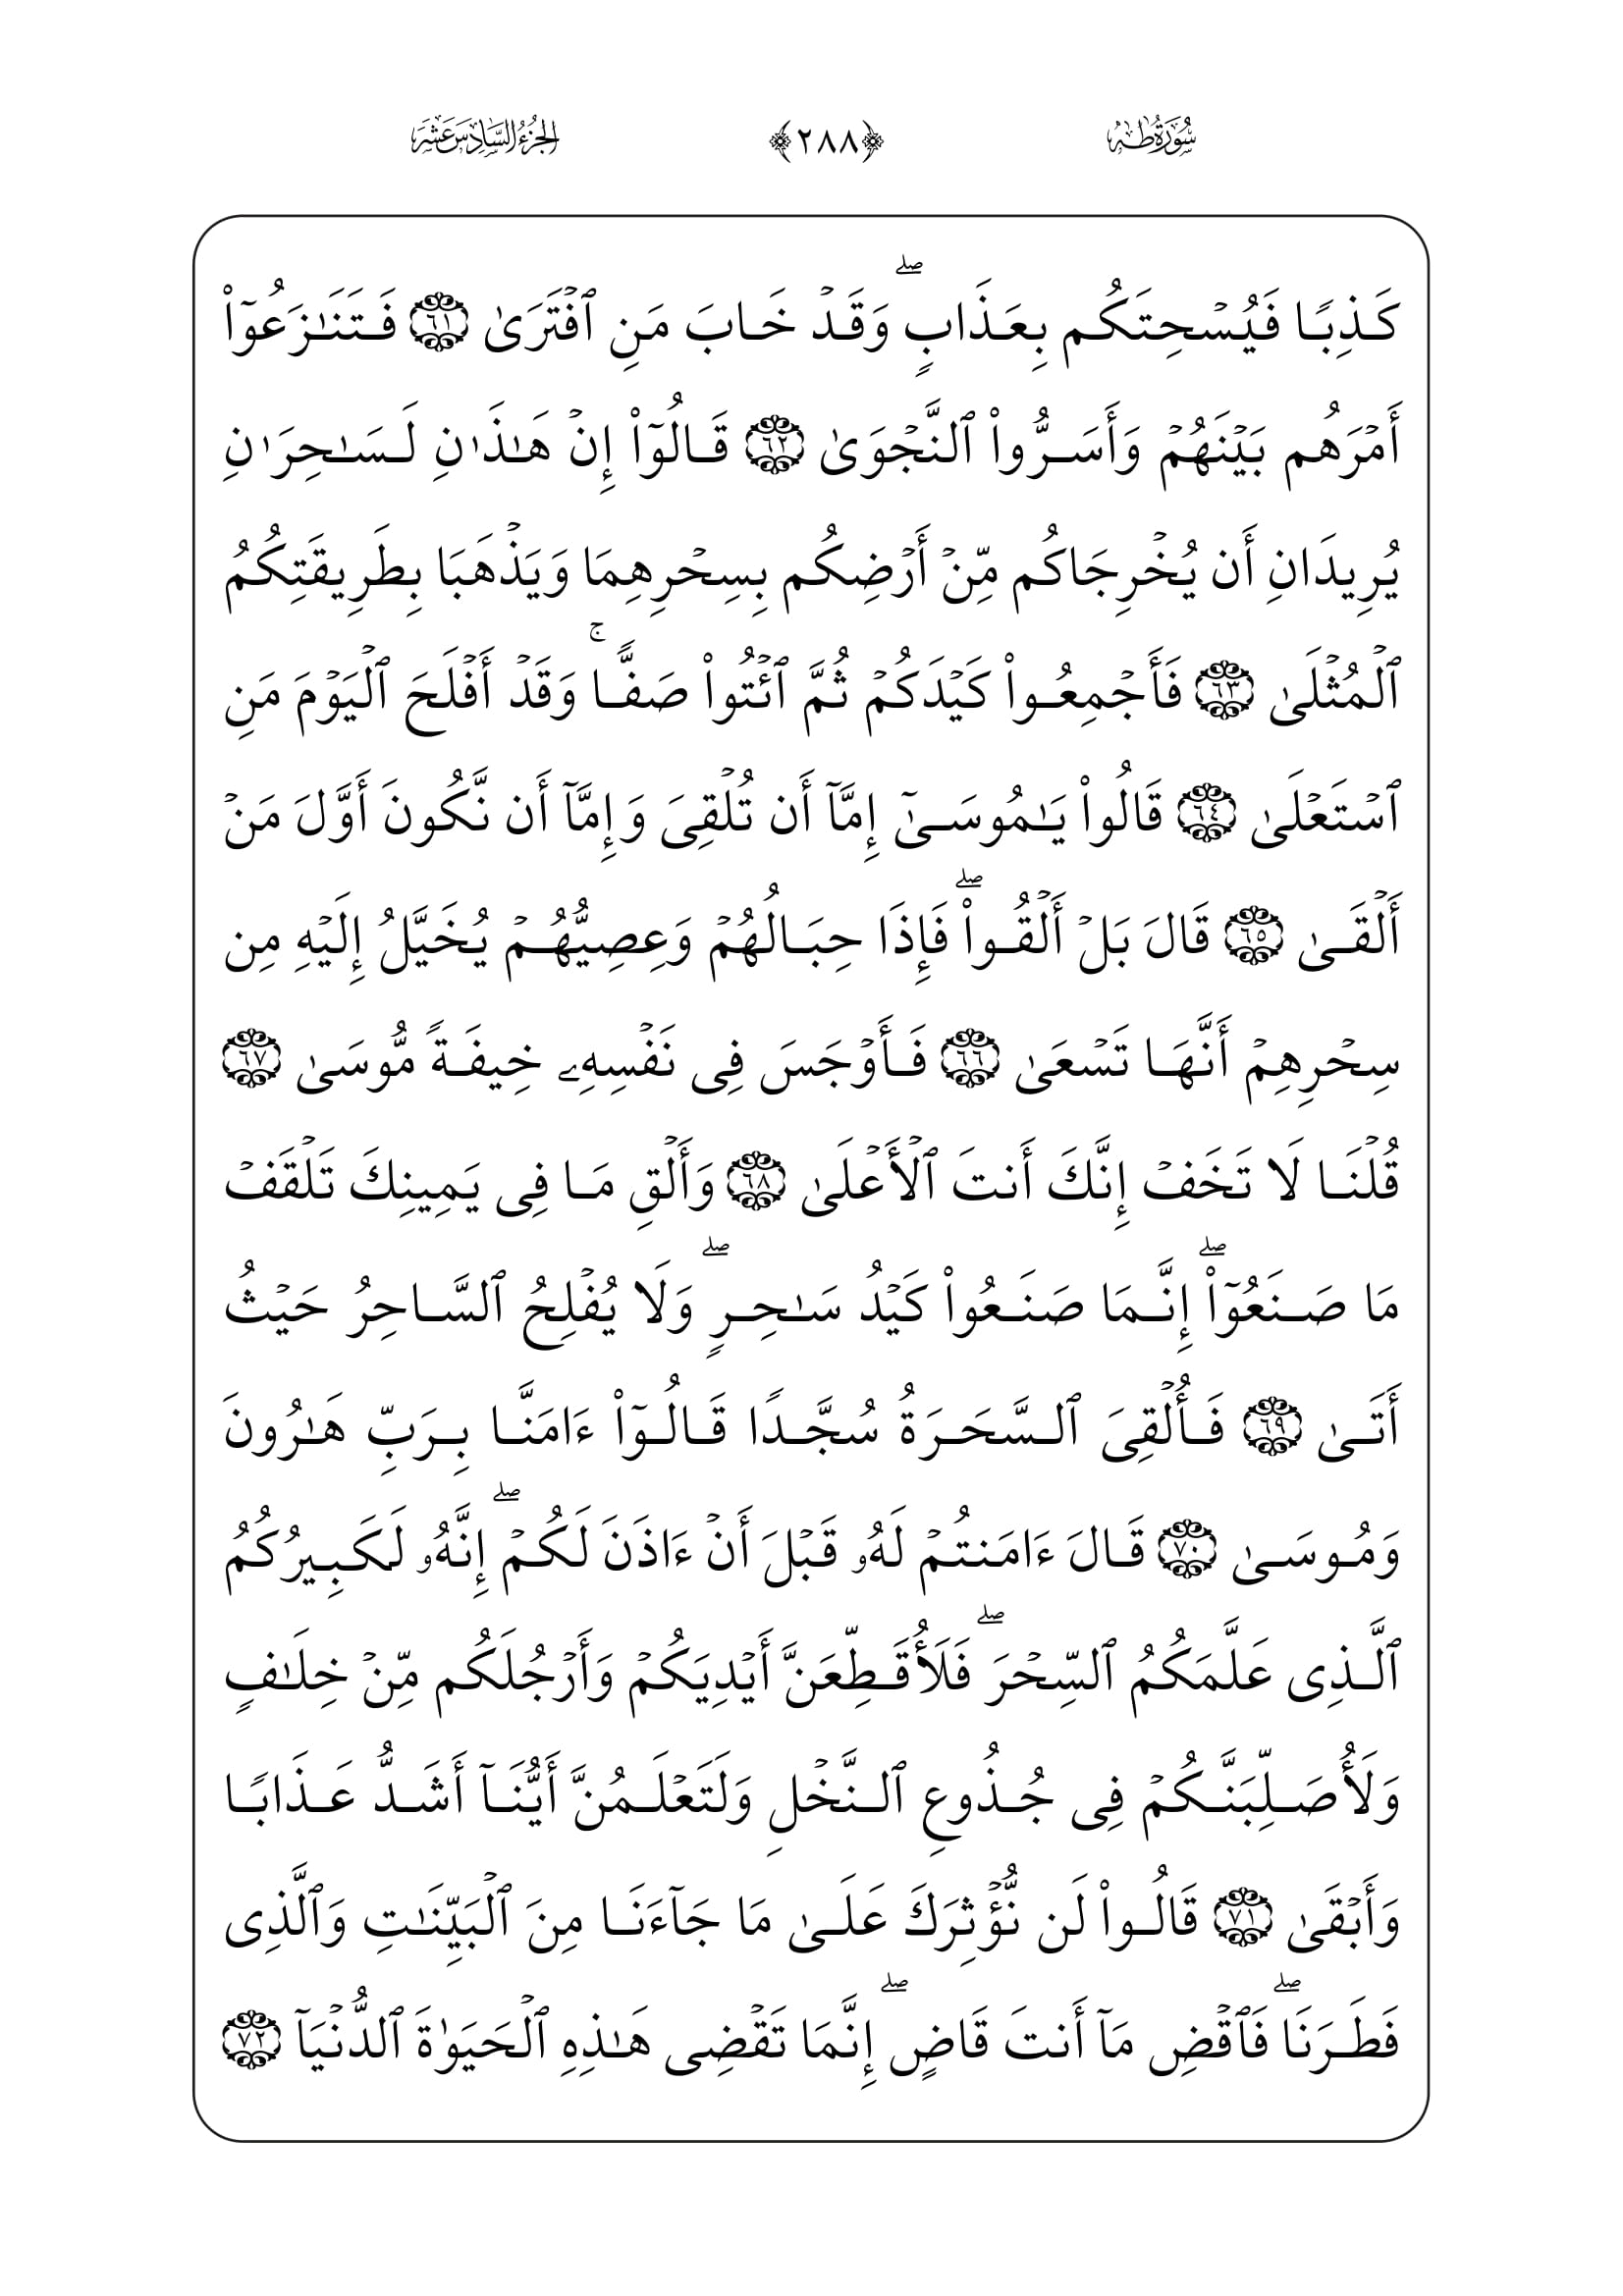 سُورَةُ طه ﴿٢٨٨﴾ الجُزْءُ السَّادِسَ عَشَرَ
كَذِبٗا فَيُسۡحِتَكُم بِعَذَابٖۖ وَقَدۡ خَابَ مَنِ ٱفۡتَرَىٰ ٦١ فَتَنَٰزَعُوٓاْ
أَمۡرَهُم بَيۡنَهُمۡ وَأَسَرُّواْ ٱلنَّجۡوَىٰ ٦٢ قَالُوٓاْ إِنۡ هَٰذَٰنِ لَسَٰحِرَٰنِ
يُرِيدَانِ أَن يُخۡرِجَاكُم مِّنۡ أَرۡضِكُم بِسِحۡرِهِمَا وَيَذۡهَبَا بِطَرِيقَتِكُمُ
ٱلۡمُثۡلَىٰ ٦٣ فَأَجۡمِعُواْ كَيۡدَكُمۡ ثُمَّ ٱئۡتُواْ صَفّٗاۚ وَقَدۡ أَفۡلَحَ ٱلۡيَوۡمَ مَنِ
ٱسۡتَعۡلَىٰ ٦٤ قَالُواْ يَٰمُوسَىٰٓ إِمَّآ أَن تُلۡقِيَ وَإِمَّآ أَن نَّكُونَ أَوَّلَ مَنۡ
أَلۡقَىٰ ٦٥ قَالَ بَلۡ أَلۡقُواْۖ فَإِذَا حِبَالُهُمۡ وَعِصِيُّهُمۡ يُخَيَّلُ إِلَيۡهِ مِن
سِحۡرِهِمۡ أَنَّهَا تَسۡعَىٰ ٦٦ فَأَوۡجَسَ فِي نَفۡسِهِۦ خِيفَةٗ مُّوسَىٰ ٦٧
قُلۡنَا لَا تَخَفۡ إِنَّكَ أَنتَ ٱلۡأَعۡلَىٰ ٦٨ وَأَلۡقِ مَا فِي يَمِينِكَ تَلۡقَفۡ
مَا صَنَعُوٓاْۖ إِنَّمَا صَنَعُواْ كَيۡدُ سَٰحِرٖۖ وَلَا يُفۡلِحُ ٱلسَّاحِرُ حَيۡثُ
أَتَىٰ ٦٩ فَأُلۡقِيَ ٱلسَّحَرَةُ سُجَّدٗا قَالُوٓاْ ءَامَنَّا بِرَبِّ هَٰرُونَ
وَمُوسَىٰ ٧٠ قَالَ ءَامَنتُمۡ لَهُۥ قَبۡلَ أَنۡ ءَاذَنَ لَكُمۡۖ إِنَّهُۥ لَكَبِيرُكُمُ
ٱلَّذِي عَلَّمَكُمُ ٱلسِّحۡرَۖ فَلَأُقَطِّعَنَّ أَيۡدِيَكُمۡ وَأَرۡجُلَكُم مِّنۡ خِلَٰفٖ
وَلَأُصَلِّبَنَّكُمۡ فِي جُذُوعِ ٱلنَّخۡلِ وَلَتَعۡلَمُنَّ أَيُّنَآ أَشَدُّ عَذَابٗا
وَأَبۡقَىٰ ٧١ قَالُواْ لَن نُّؤۡثِرَكَ عَلَىٰ مَا جَآءَنَا مِنَ ٱلۡبَيِّنَٰتِ وَٱلَّذِي
فَطَرَنَاۖ فَٱقۡضِ مَآ أَنتَ قَاضٍۖ إِنَّمَا تَقۡضِي هَٰذِهِ ٱلۡحَيَوٰةَ ٱلدُّنۡيَآ ٧٢